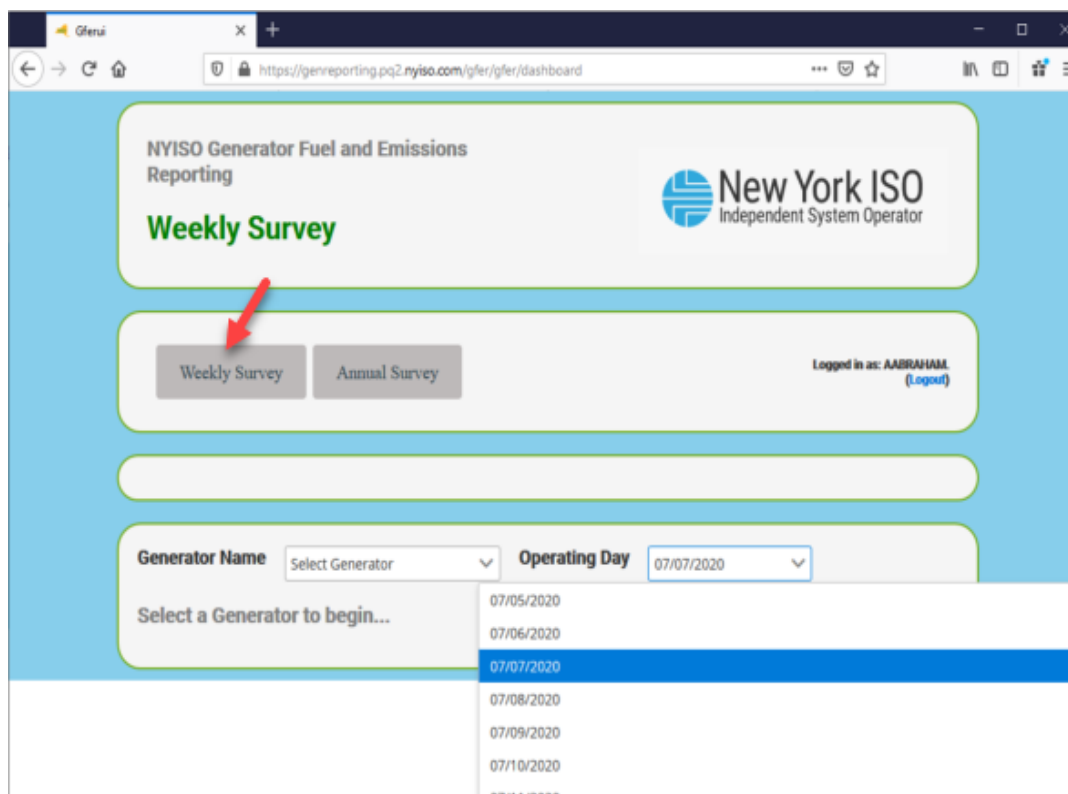 Gferui
https://genreporting.pq2.nyiso.com/gfer/gfer/dashboard
NYISO Generator Fuel and Emissions
Reporting
Weekly Survey
New York ISO
Independent System Operator
Weekly Survey
Annual Survey
Logged in as: AABRAHAM.
(Logout)
Generator Name
Select Generator
Operating Day
07/07/2020
Select a Generator to begin...
07/05/2020
07/06/2020
07/07/2020
07/08/2020
07/09/2020
07/10/2020